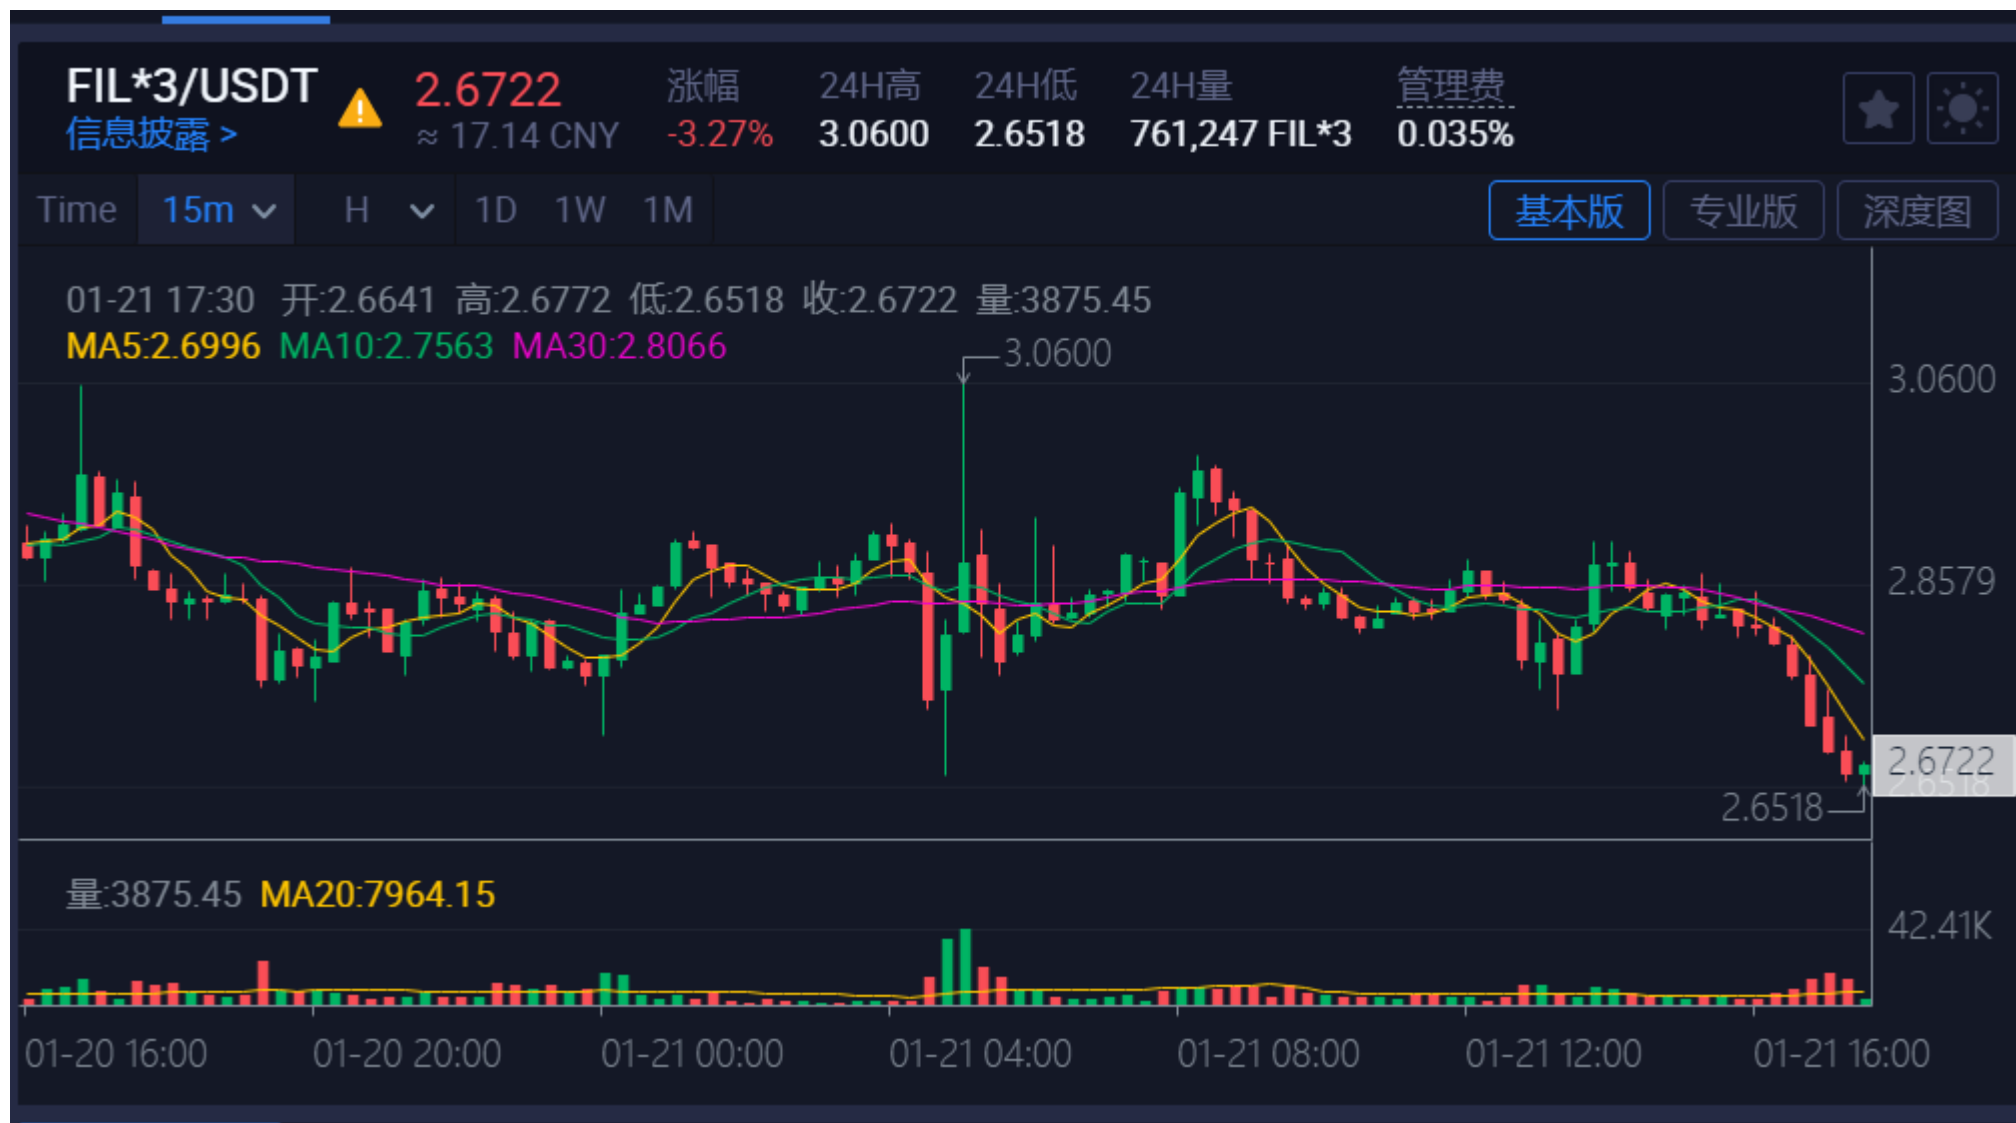 FIL*3/USDT 2.6722 涨幅 24H高 24H低 24H量 管理费
信息披露 > ≈ 17.14 CNY -3.27% 3.0600 2.6518 761,247 FIL*3 0.035%
Time 15m H 1D 1W 1M 基本版 专业版 深度图
01-21 17:30 开:2.6641 高:2.6772 低:2.6518 收:2.6722 量:3875.45
MA5:2.6996 MA10:2.7563 MA30:2.8066
3.0600
3.0600
2.8579
2.6722
2.6518
2.6518
量:3875.45 MA20:7964.15
42.41K
01-20 16:00 01-20 20:00 01-21 00:00 01-21 04:00 01-21 08:00 01-21 12:00 01-21 16:00